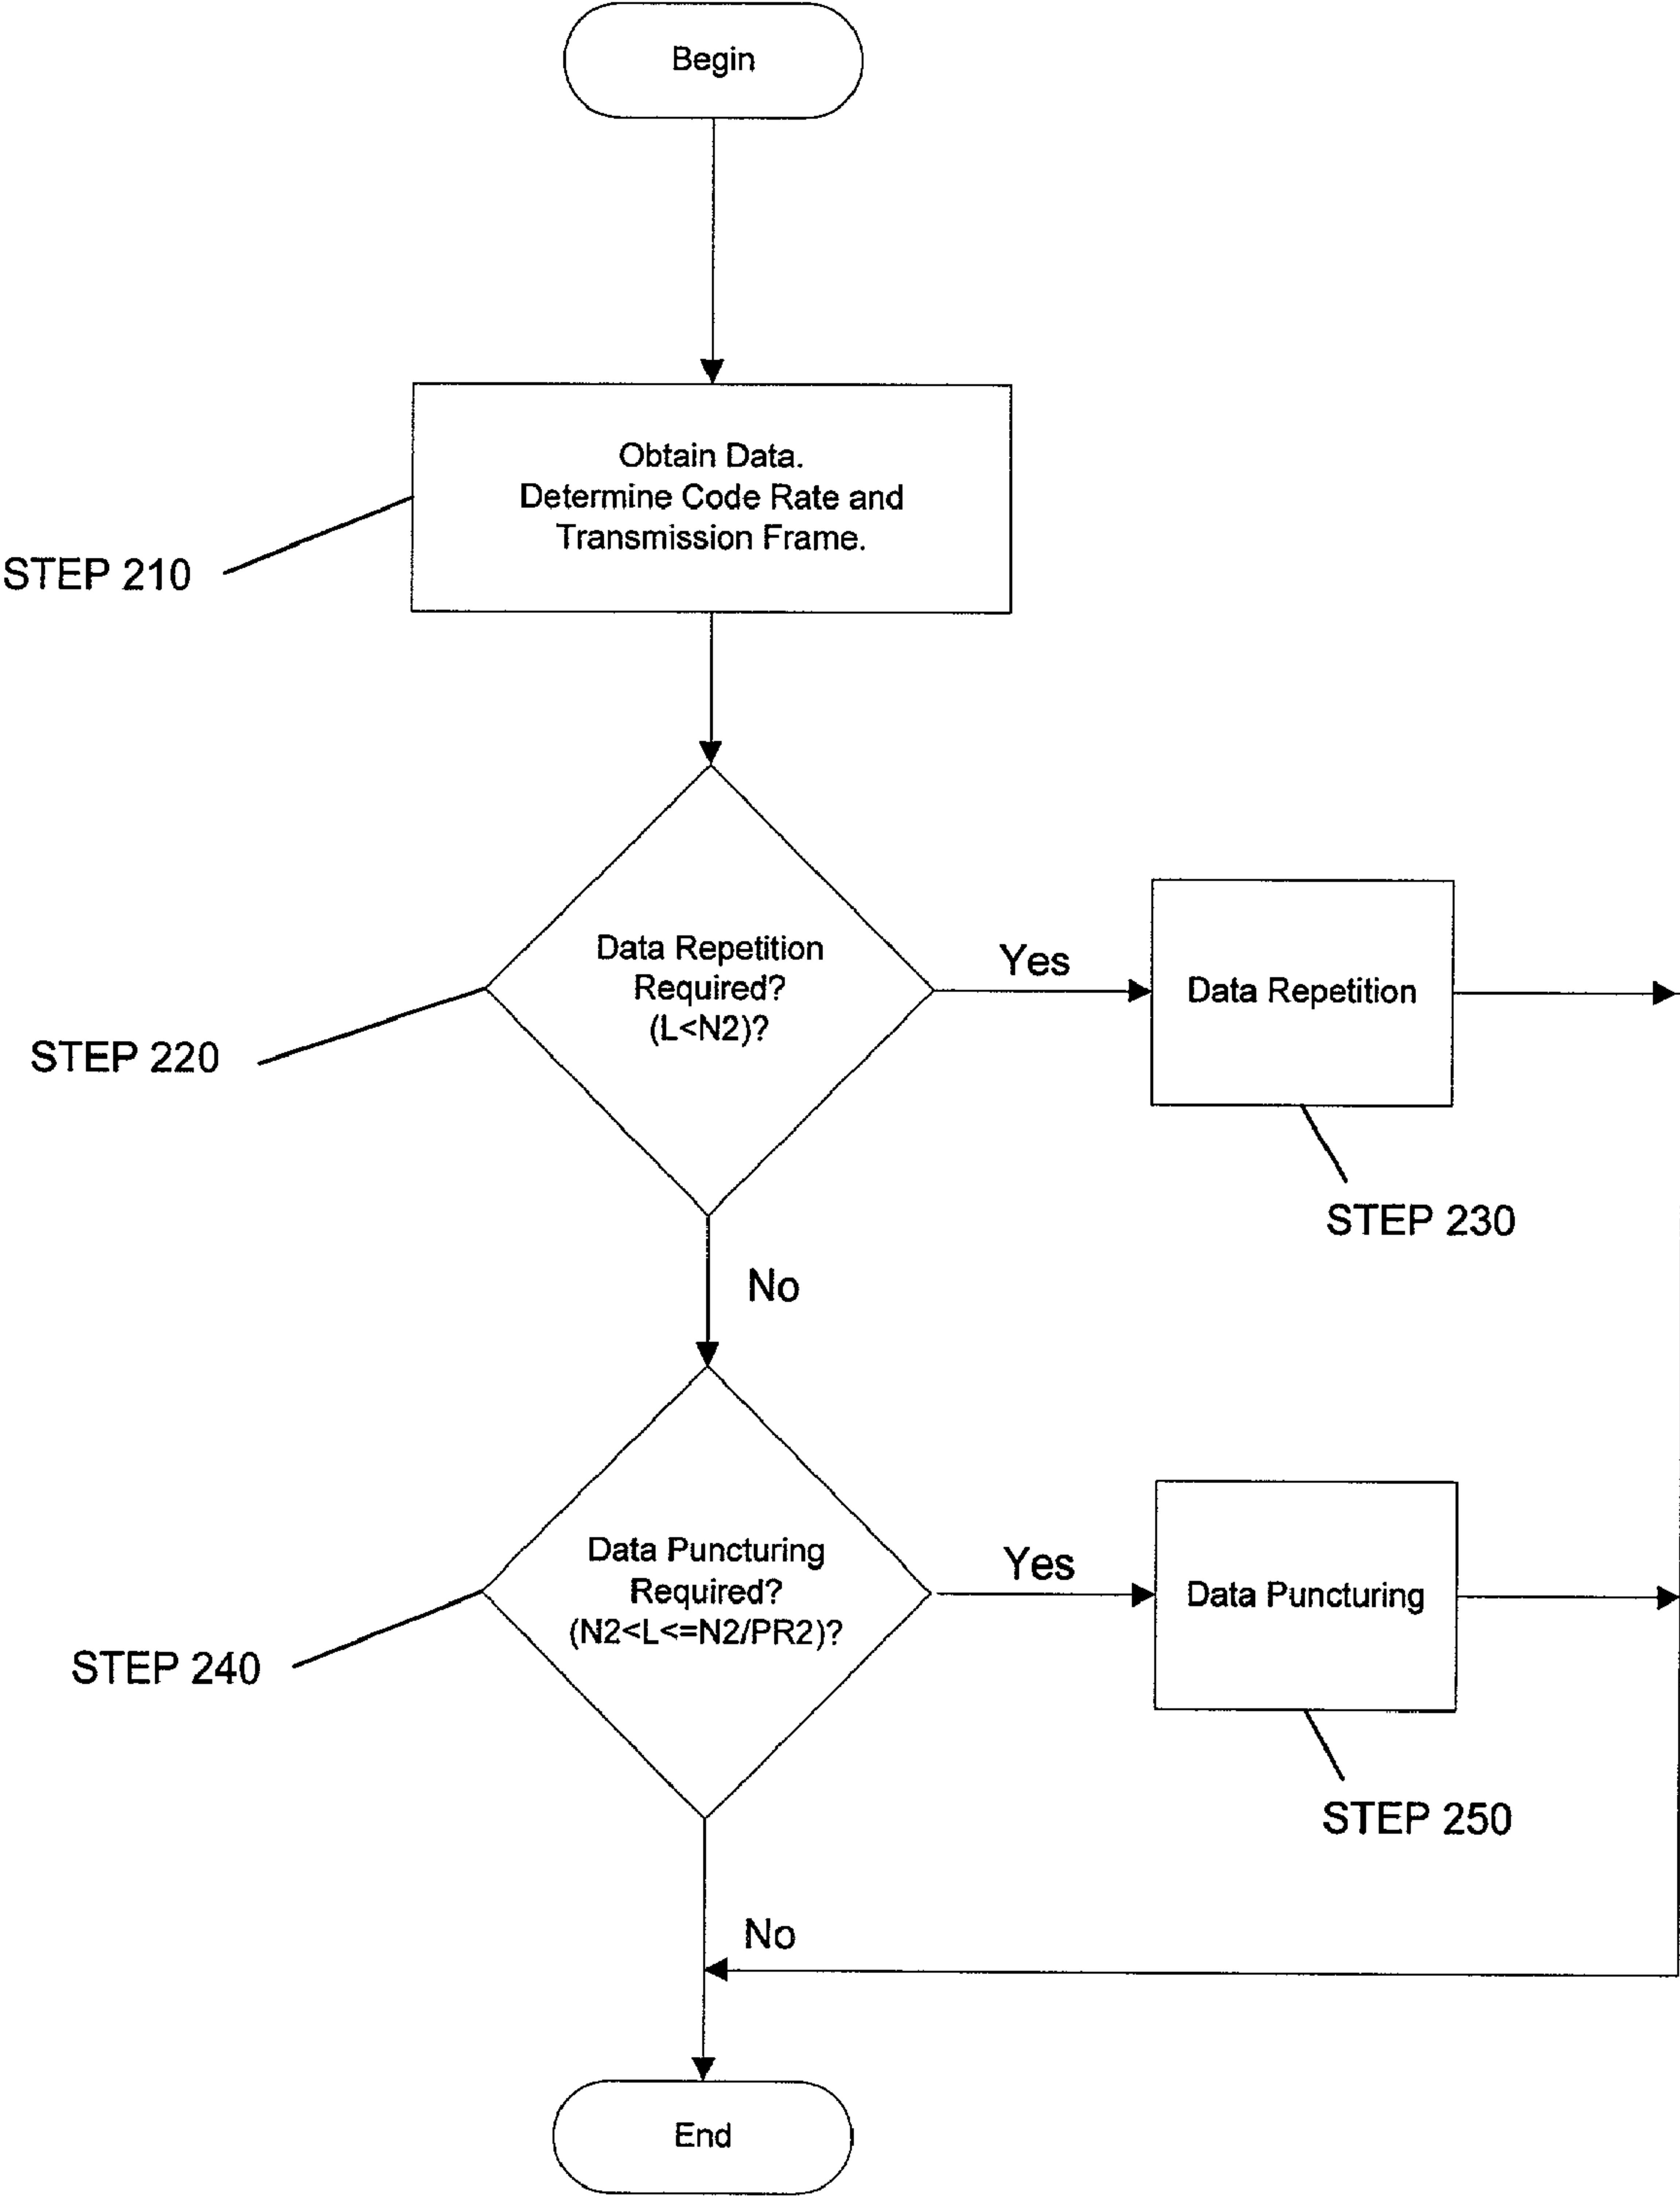 Begin
Obtain Data.
Determine Code Rate and
Transmission Frame.
STEP 210
Data Repetition
Required?
(L<N2)?
Yes
Data Repetition
STEP 220
STEP 230
No
Data Puncturing
Required?
(N2<L<=N2/PR2)?
Yes
Data Puncturing
STEP 240
STEP 250
No
End